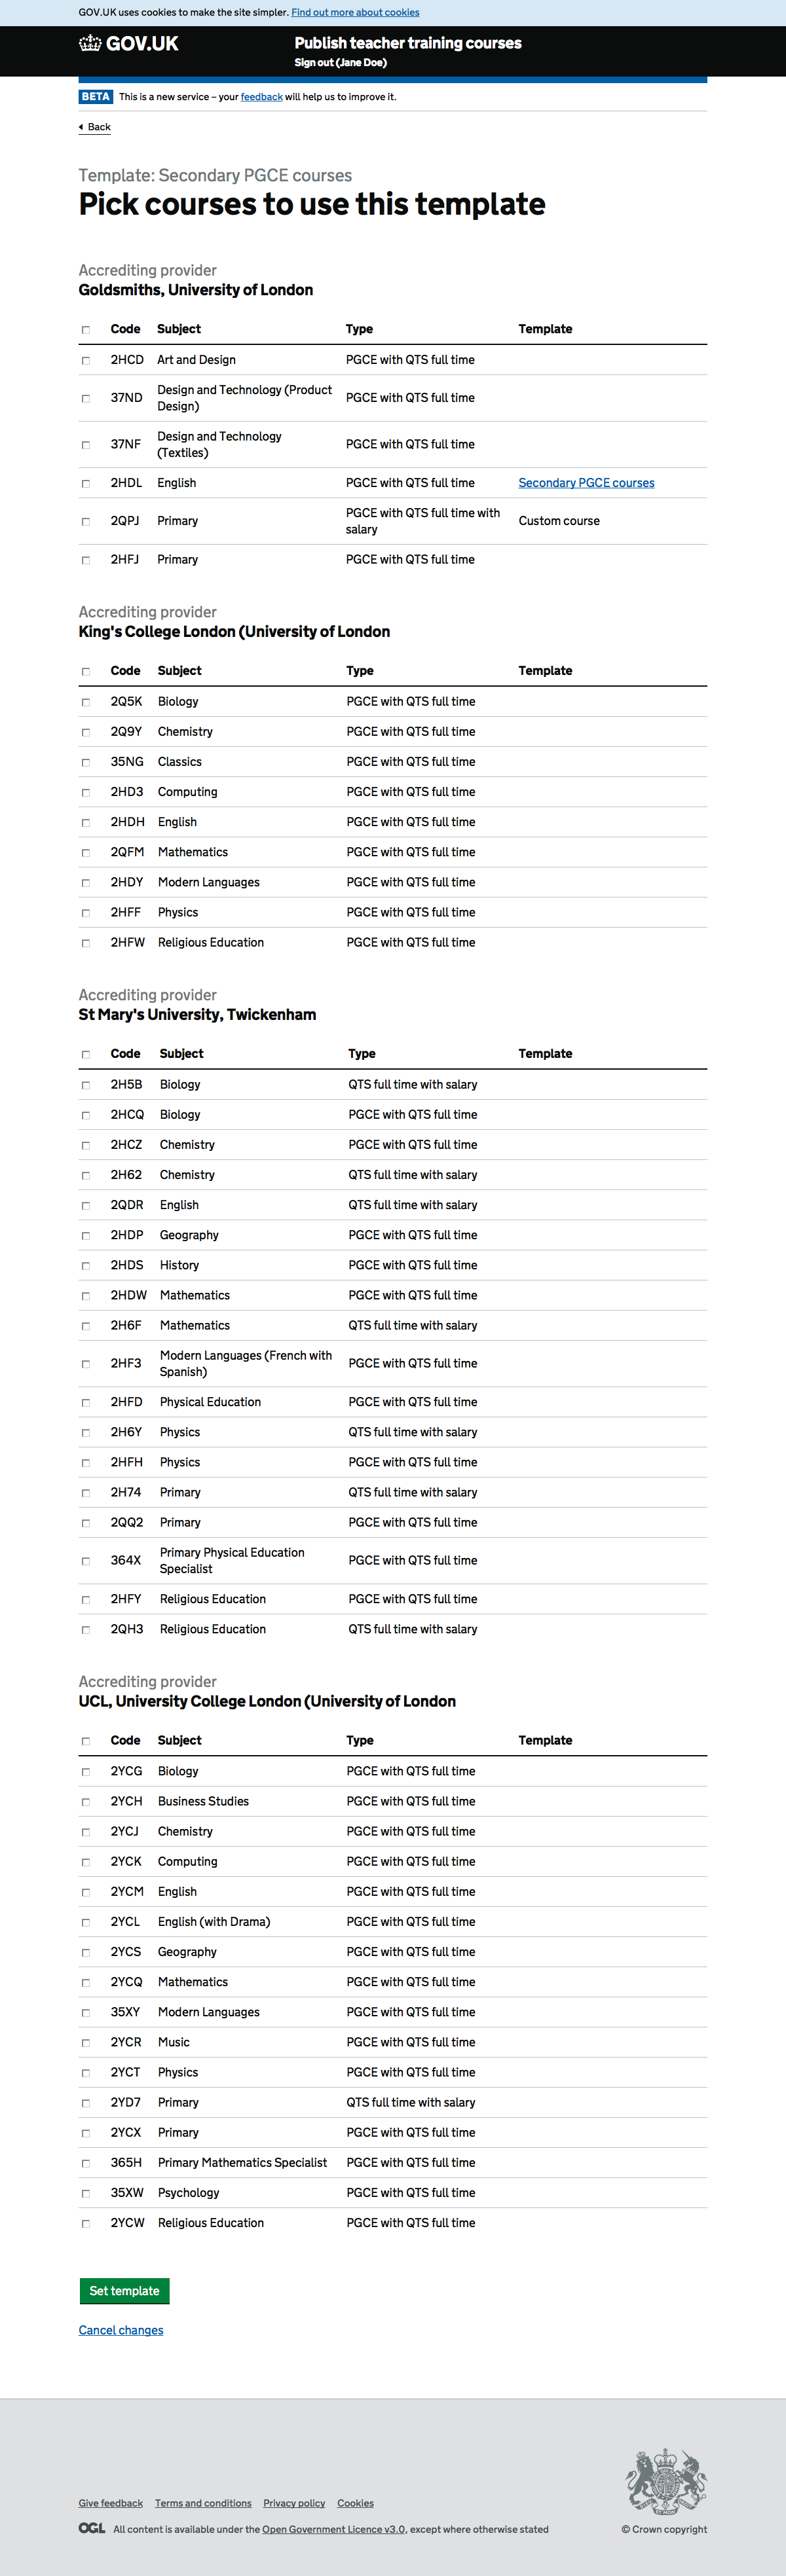 GOV.UK uses cookies to make the site simpler. Find out more about cookies
GOV.UK
Publish teacher training courses
Sign out (Jane Doe)
BETA This is a new service – your feedback will help us to improve it.
Back
Template: Secondary PGCE courses
Pick courses to use this template
Accrediting provider
Goldsmiths, University of London
Code Subject Type Template
2HCD Art and Design PGCE with QTS full time
37ND Design and Technology (Product
Design) PGCE with QTS full time
37NF Design and Technology
(Textiles) PGCE with QTS full time
2HDL English PGCE with QTS full time Secondary PGCE courses
2QPJ Primary PGCE with QTS full time with
salary Custom course
2HFJ Primary PGCE with QTS full time
Accrediting provider
King's College London (University of London
Code Subject Type Template
2Q5K Biology PGCE with QTS full time
2Q9Y Chemistry PGCE with QTS full time
35NG Classics PGCE with QTS full time
2HD3 Computing PGCE with QTS full time
2HDH English PGCE with QTS full time
2QFM Mathematics PGCE with QTS full time
2HDY Modern Languages PGCE with QTS full time
2HFF Physics PGCE with QTS full time
2HFW Religious Education PGCE with QTS full time
Accrediting provider
St Mary's University, Twickenham
Code Subject Type Template
2H5B Biology QTS full time with salary
2HCQ Biology PGCE with QTS full time
2HCZ Chemistry PGCE with QTS full time
2H62 Chemistry QTS full time with salary
2QDR English QTS full time with salary
2HDP Geography PGCE with QTS full time
2HDS History PGCE with QTS full time
2HDW Mathematics PGCE with QTS full time
2H6F Mathematics QTS full time with salary
2HF3 Modern Languages (French with
Spanish) PGCE with QTS full time
2HFD Physical Education PGCE with QTS full time
2H6Y Physics QTS full time with salary
2HFH Physics PGCE with QTS full time
2H74 Primary QTS full time with salary
2QQ2 Primary PGCE with QTS full time
364X Primary Physical Education
Specialist PGCE with QTS full time
2HFY Religious Education PGCE with QTS full time
2QH3 Religious Education QTS full time with salary
Accrediting provider
UCL, University College London (University of London
Code Subject Type Template
2YCG Biology PGCE with QTS full time
2YCH Business Studies PGCE with QTS full time
2YCJ Chemistry PGCE with QTS full time
2YCK Computing PGCE with QTS full time
2YCM English PGCE with QTS full time
2YCL English (with Drama) PGCE with QTS full time
2YCS Geography PGCE with QTS full time
2YCQ Mathematics PGCE with QTS full time
35XY Modern Languages PGCE with QTS full time
2YCR Music PGCE with QTS full time
2YCT Physics PGCE with QTS full time
2YD7 Primary QTS full time with salary
2YCX Primary PGCE with QTS full time
365H Primary Mathematics Specialist PGCE with QTS full time
35XW Psychology PGCE with QTS full time
2YCW Religious Education PGCE with QTS full time
Set template
Cancel changes
Give feedback Terms and conditions Privacy policy Cookies
OGL All content is available under the Open Government Licence v3.0, except where otherwise stated
© Crown copyright